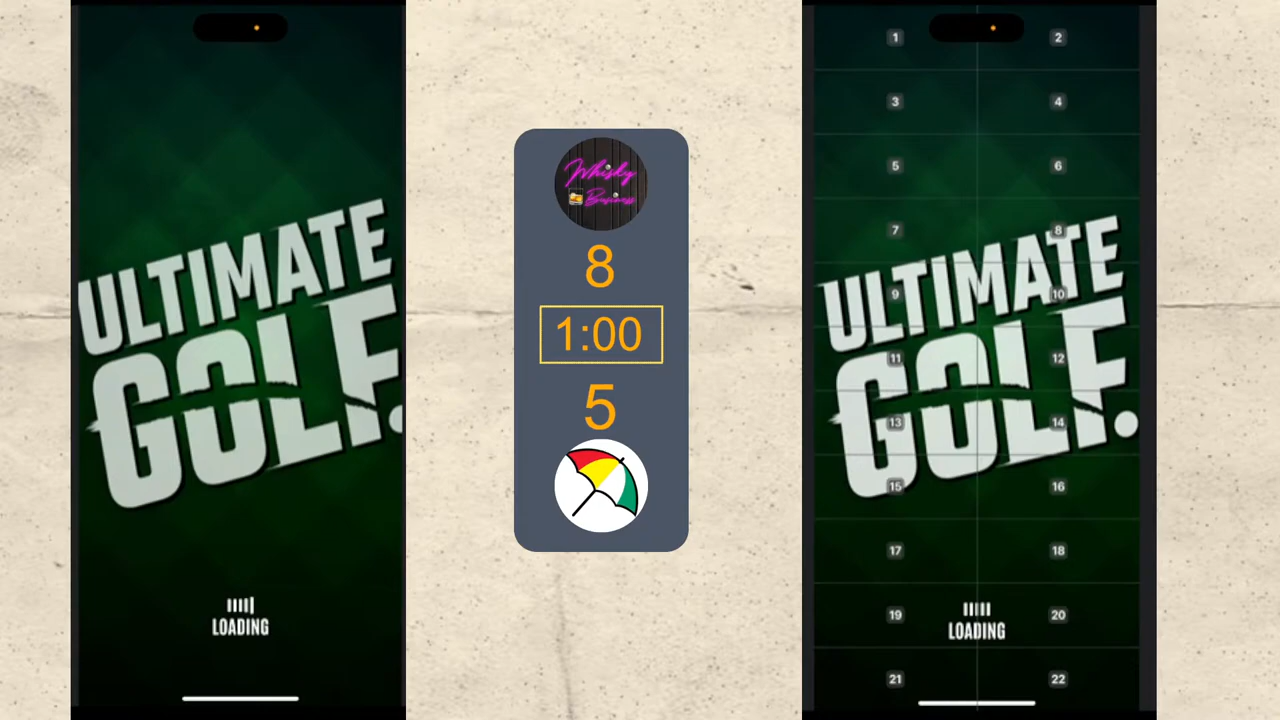 ULTIMATE
GOLF.
LOADING
Whisky
Business
8
1:00
5
1 2
3 4
5 6
7 8
ULTIMATE
9 10
GOLF.
11 12
13 14
15 16
17 18
19 20
LOADING
21 22